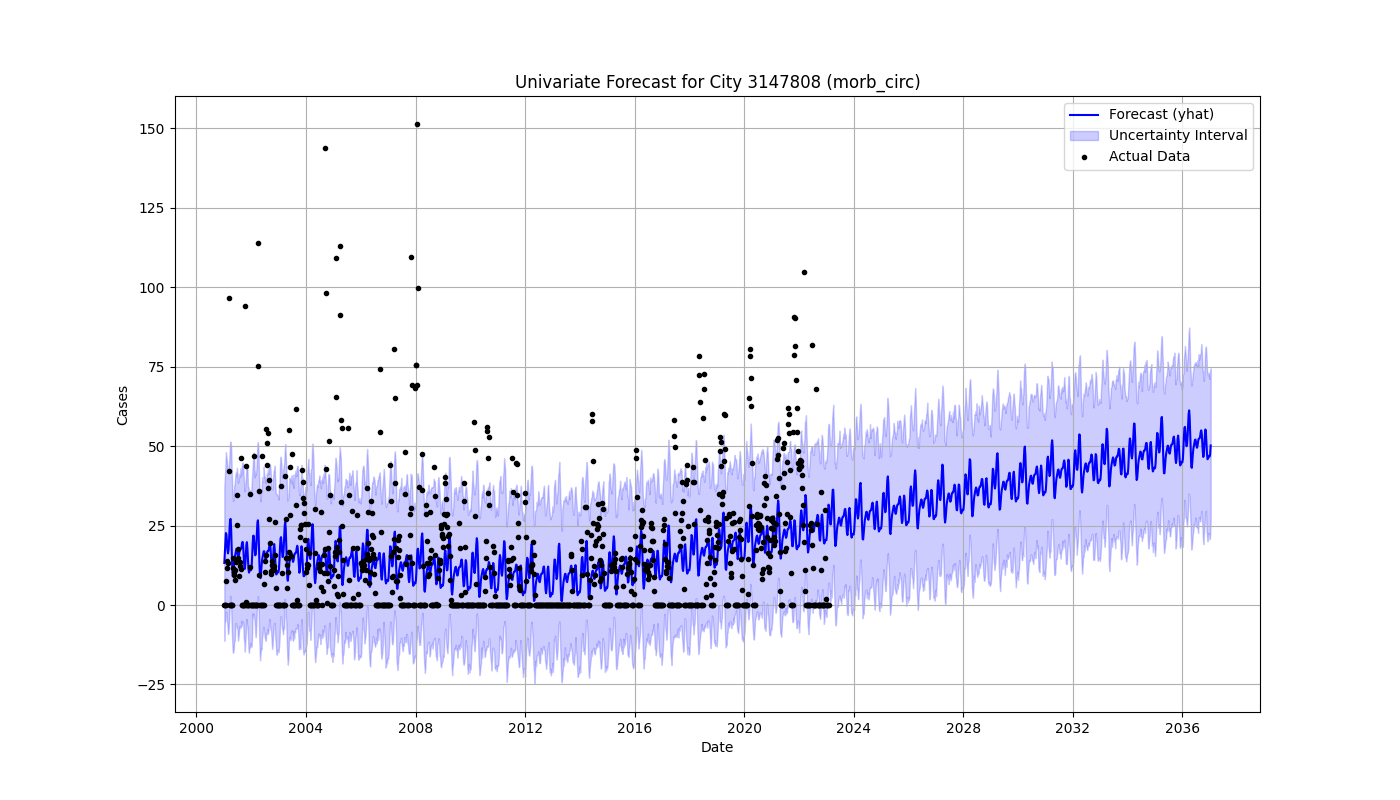 Univariate Forecast for City 3147808 (morb_circ)
Forecast (yhat)
Uncertainty Interval
Actual Data
150
125
100
75
50
25
0
−25
Cases
2000 2004 2008 2012 2016 2020 2024 2028 2032 2036
Date